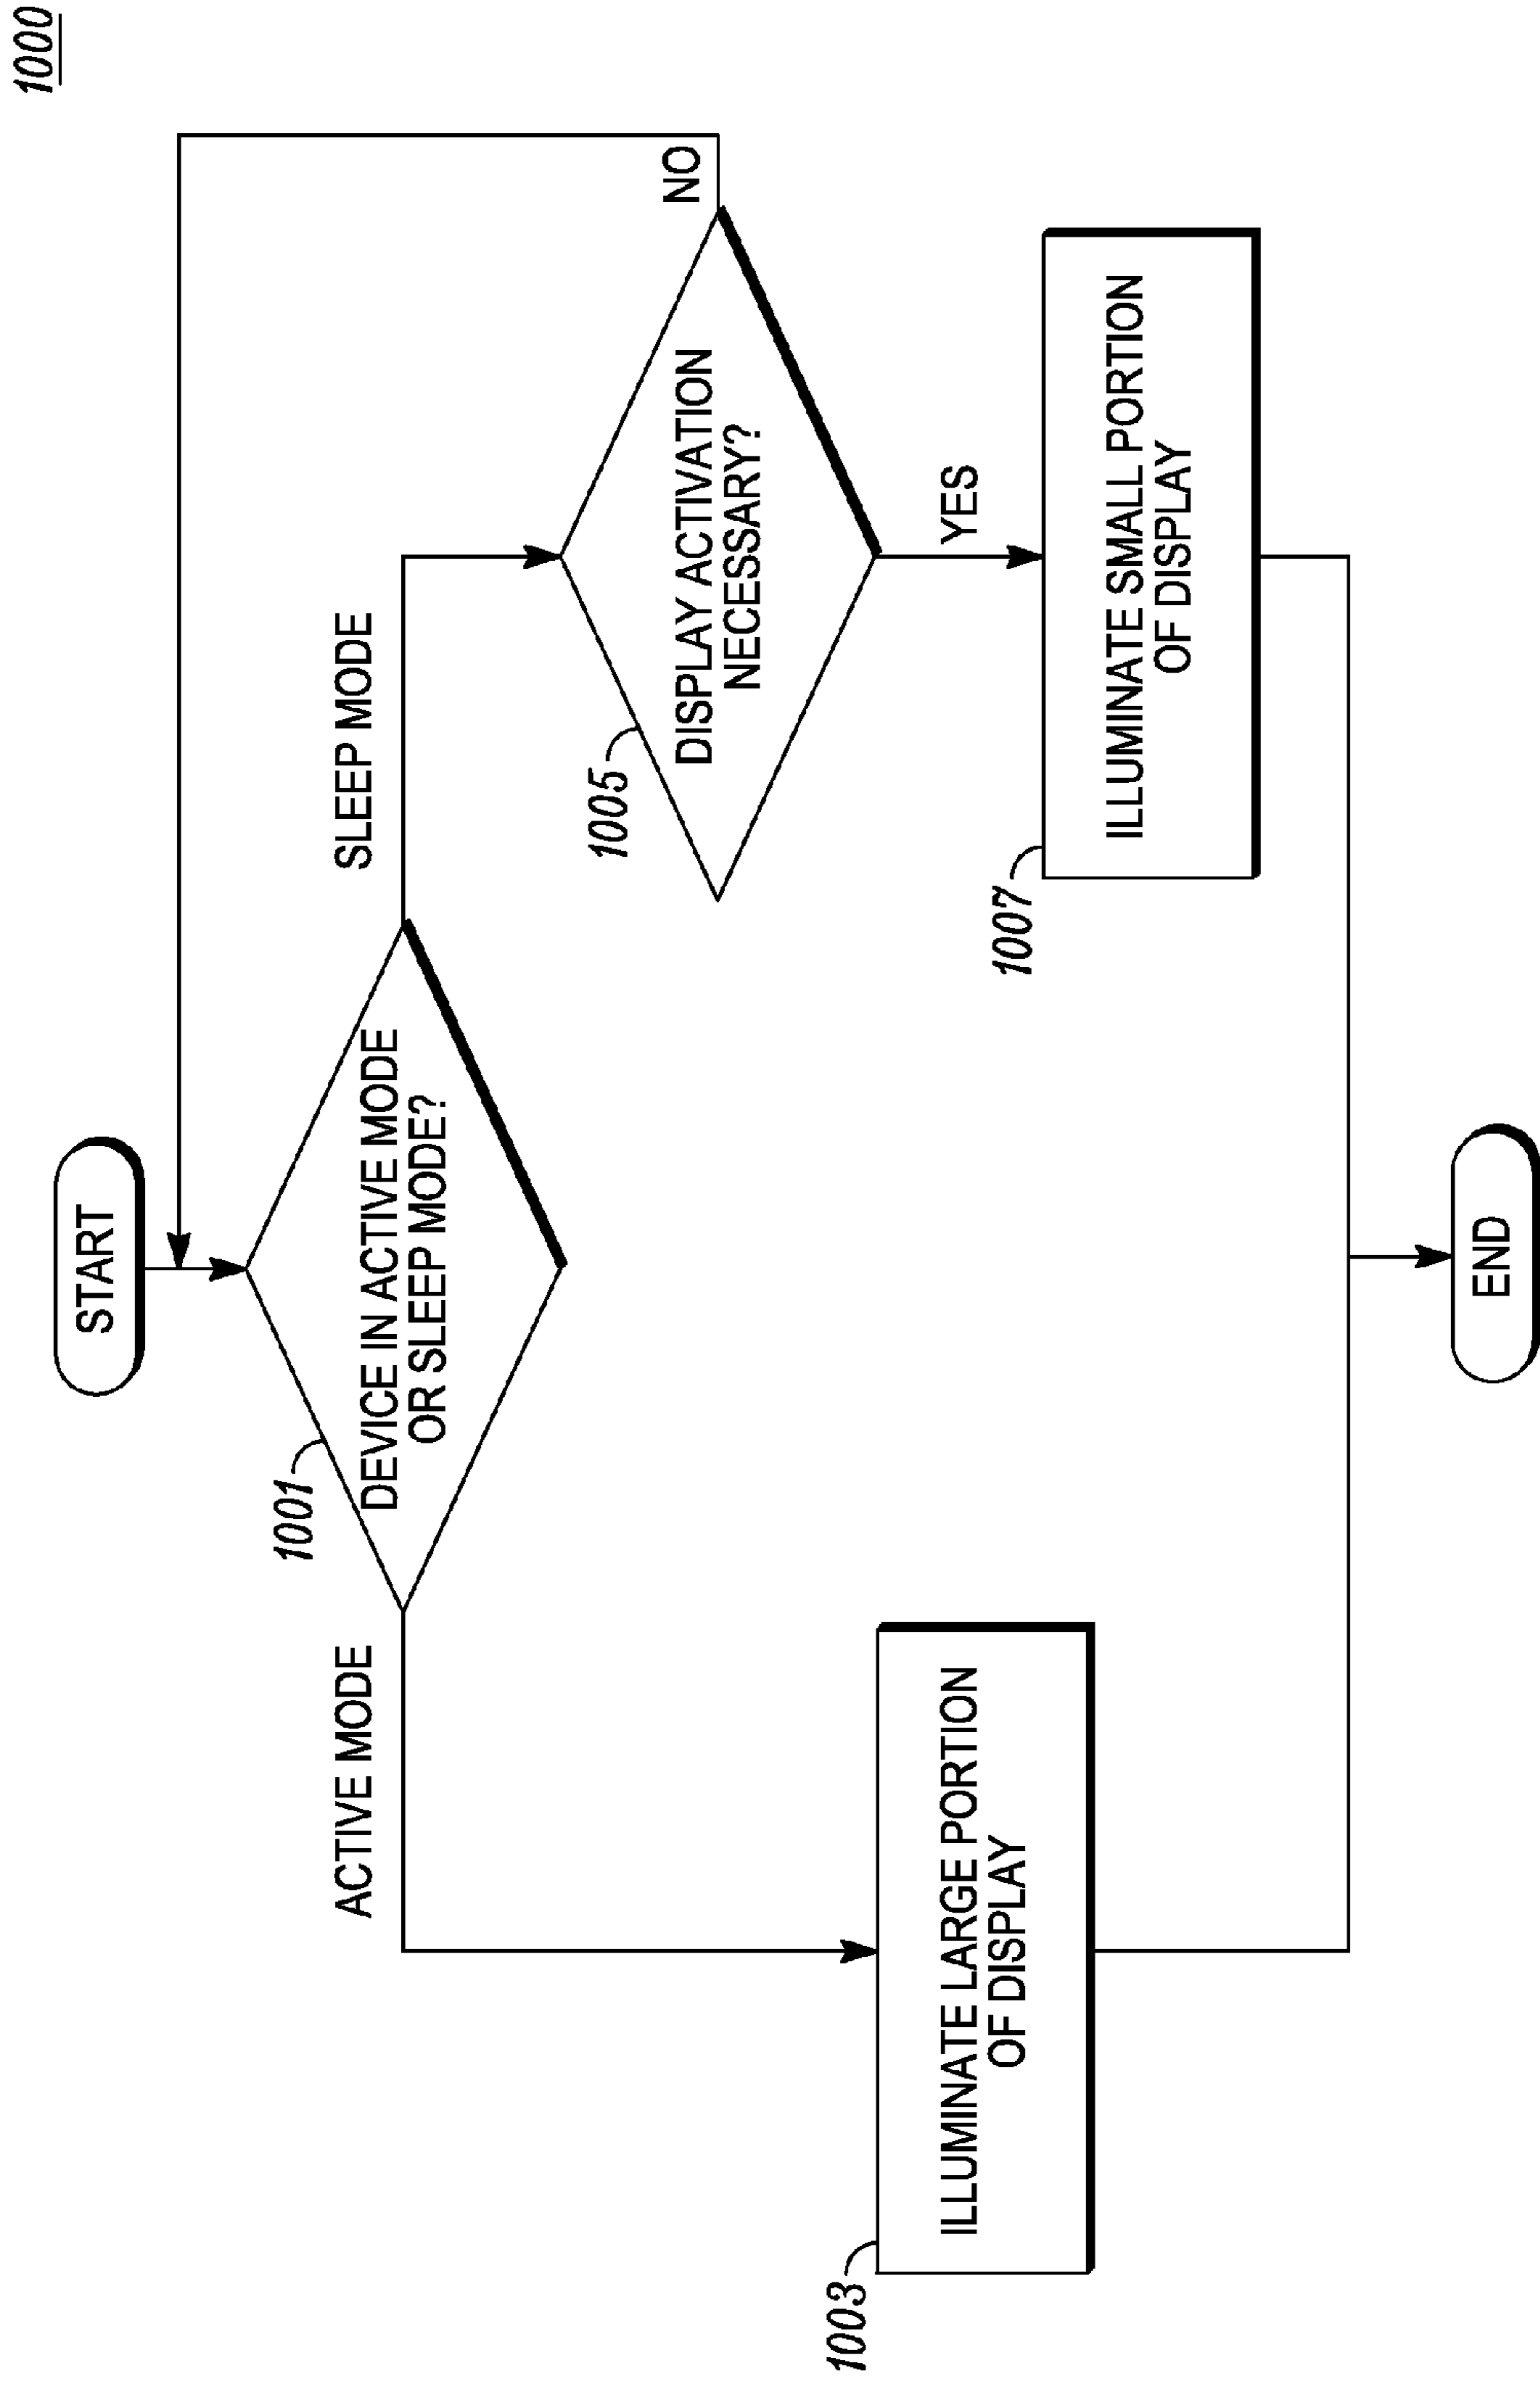 1000
START
1001
DEVICE IN ACTIVE MODE
OR SLEEP MODE?
ACTIVE MODE
SLEEP MODE
1005
DISPLAY ACTIVATION
NECESSARY?
NO
YES
1003
ILLUMINATE LARGE PORTION
OF DISPLAY
1007
ILLUMINATE SMALL PORTION
OF DISPLAY
END